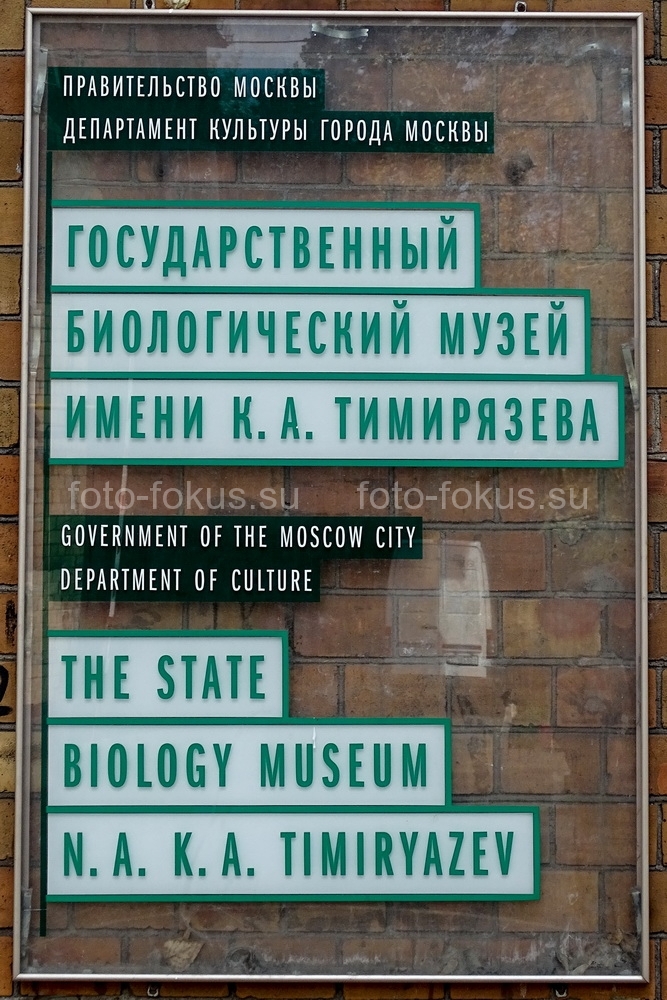 ПРАВИТЕЛЬСТВО МОСКВЫ
ДЕПАРТАМЕНТ КУЛЬТУРЫ ГОРОДА МОСКВЫ
ГОСУДАРСТВЕННЫЙ
БИОЛОГИЧЕСКИЙ МУЗЕЙ
ИМЕНИ К. А. ТИМИРЯЗЕВА
foto-fokus.su foto-fokus.su
GOVERNMENT OF THE MOSCOW CITY
DEPARTMENT OF CULTURE
THE STATE
BIOLOGY MUSEUM
N. A. K. A. TIMIRYAZEV